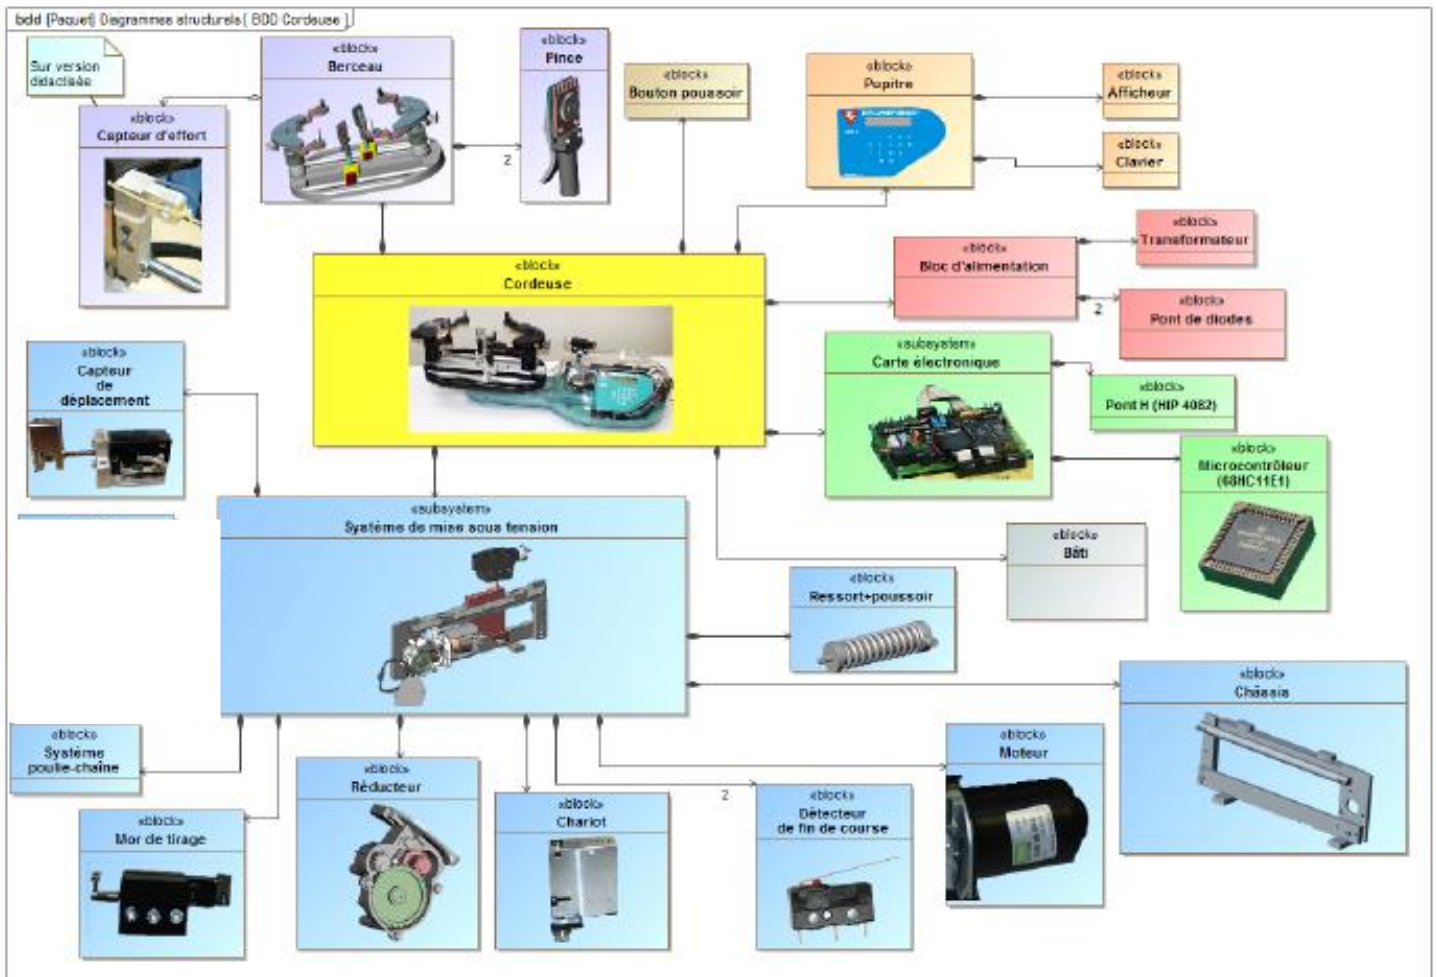 bdd [Paquet] Diagrammes structurels [ BDD Cordeuse ]
Sur version
didactisée
«block»
Berceau
«block»
Pince
«block»
Bouton poussoir
«block»
Pupitre
«block»
Afficheur
«block»
Capteur d'effort
2
«block»
Clavier
«block»
Transformateur
«block»
Bloc d'alimentation
«block»
Cordeuse
2
«block»
Pont de diodes
«subsystem»
Carte électronique
«block»
Capteur
de
déplacement
«block»
Pont H (HIP 4082)
«block»
Microcontrôleur
(68HC11E1)
«subsystem»
Système de mise sous tension
«block»
Bâti
«block»
Ressort+poussoir
«block»
Châssis
«block»
Système
poulie-chaîne
«block»
Moteur
«block»
Réducteur
2
«block»
Chariot
«block»
Détecteur
de fin de course
«block»
Mor de tirage